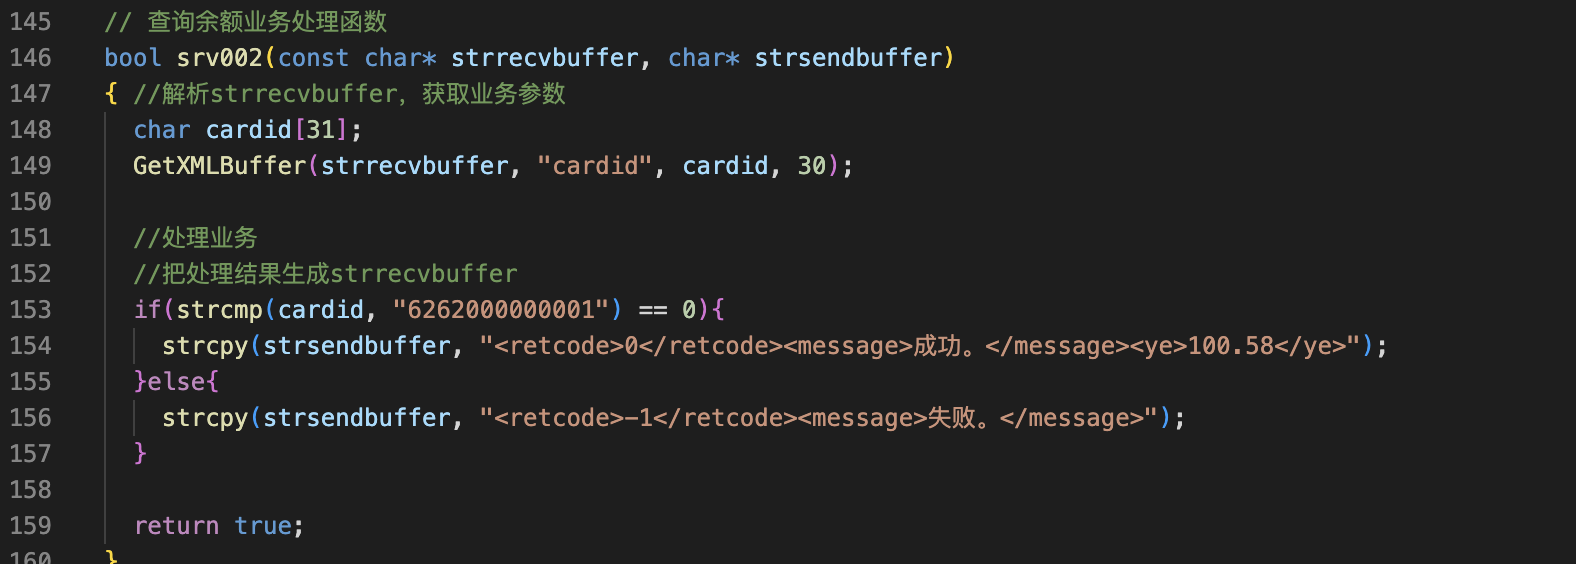 145 // 查询余额业务处理函数
146 bool srv002(const char* strrecvbuffer, char* strsendbuffer)
147 { //解析strrecvbuffer，获取业务参数
148 char cardid[31];
149 GetXMLBuffer(strrecvbuffer, "cardid", cardid, 30);
150
151 //处理业务
152 //把处理结果生成strrecvbuffer
153 if(strcmp(cardid, "6262000000001") == 0){
154 strcpy(strsendbuffer, "<retcode>0</retcode><message>成功。</message><ye>100.58</ye>");
155 }else{
156 strcpy(strsendbuffer, "<retcode>-1</retcode><message>失败。</message>");
157 }
158
159 return true;
160 }